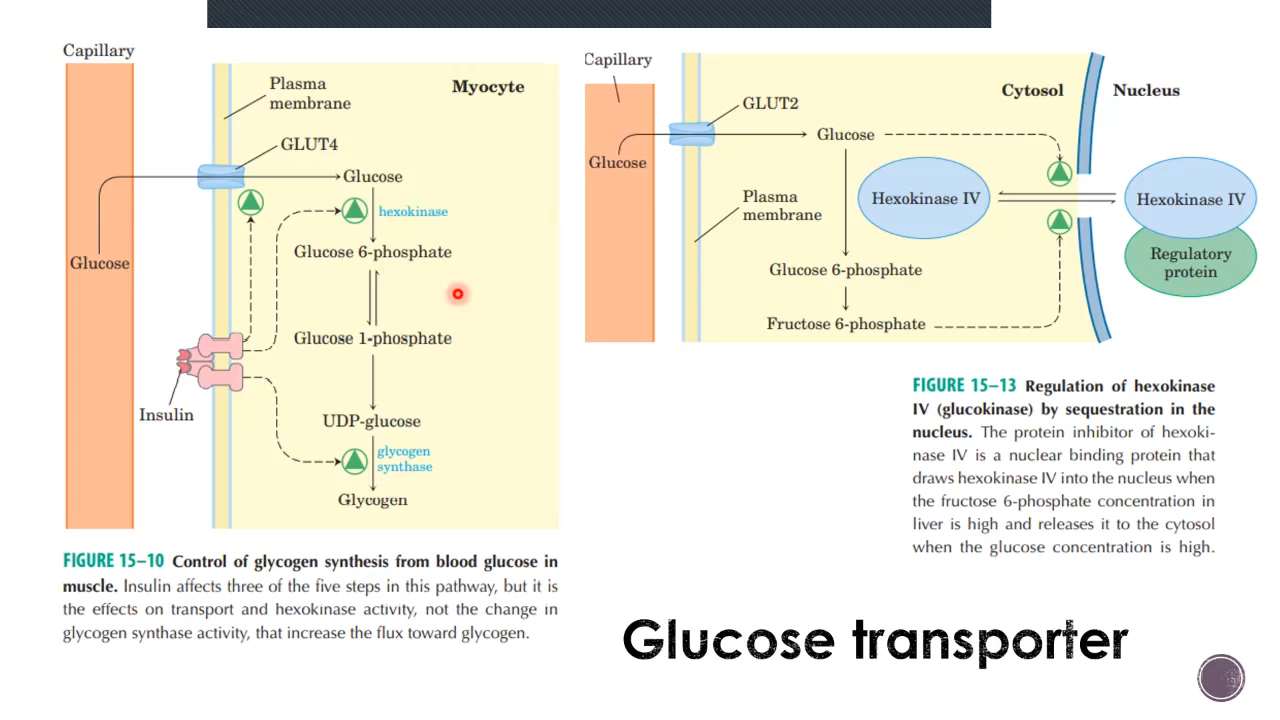 Capillary
Plasma
membrane
Myocyte
GLUT4
Glucose
hexokinase
Glucose 6-phosphate
Glucose
Glucose 1-phosphate
Insulin
UDP-glucose
glycogen
synthase
Glycogen
FIGURE 15–10 Control of glycogen synthesis from blood glucose in
muscle. Insulin affects three of the five steps in this pathway, but it is
the effects on transport and hexokinase activity, not the change in
glycogen synthase activity, that increase the flux toward glycogen.
Capillary
Cytosol
Nucleus
GLUT2
Glucose
Glucose
Hexokinase IV
Hexokinase IV
Plasma
membrane
Regulatory
protein
Glucose 6-phosphate
Fructose 6-phosphate
FIGURE 15–13 Regulation of hexokinase
IV (glucokinase) by sequestration in the
nucleus. The protein inhibitor of hexoki-
nase IV is a nuclear binding protein that
draws hexokinase IV into the nucleus when
the fructose 6-phosphate concentration in
liver is high and releases it to the cytosol
when the glucose concentration is high.
Glucose transporter